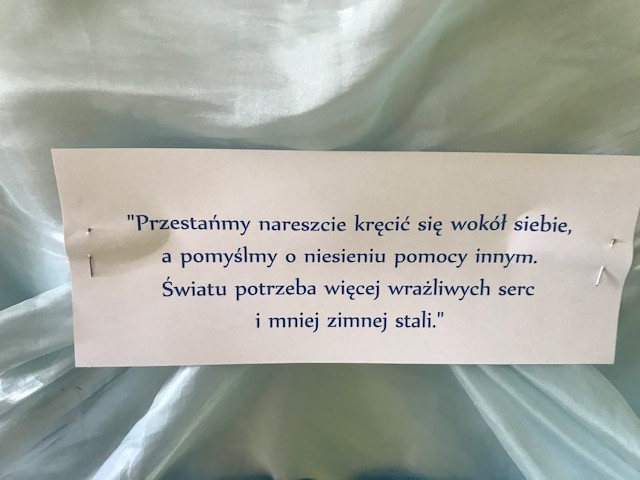 "Przestańmy nareszcie kręcić się wokół siebie,
a pomyślmy o niesieniu pomocy innym.
Światu potrzeba więcej wrażliwych serc
i mniej zimnej stali."